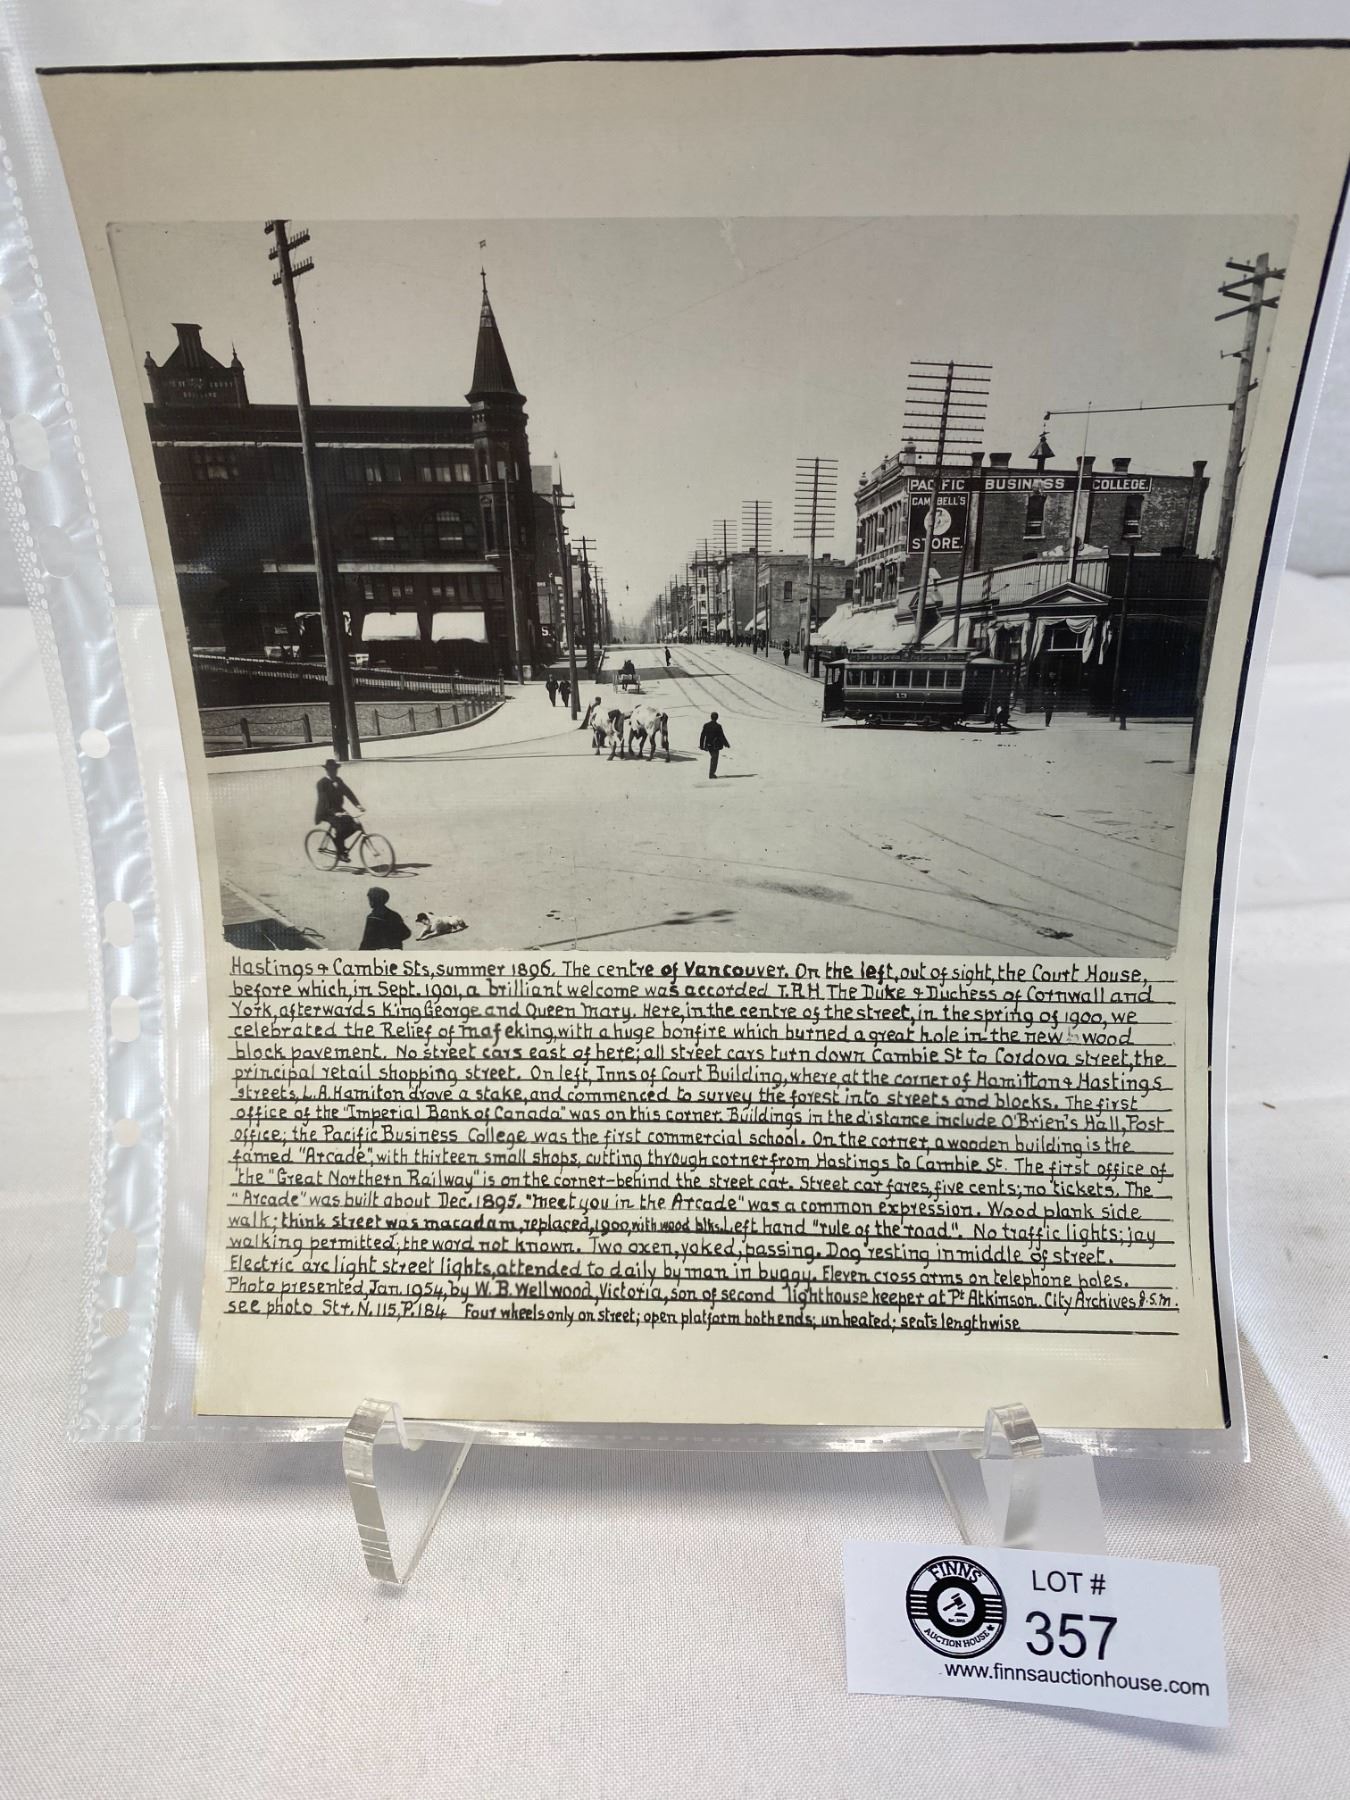 PACIFIC BUSINESS COLLEGE.
CAMPBELL'S
STORE.
13
Hastings & Cambie Sts, summer 1896. The centre of Vancouver. On the left, out of sight, the Court House,
before which, in Sept. 1901, a brilliant welcome was accorded T.R.H. The Duke & Duchess of Cornwall and
York, afterwards King George and Queen Mary. Here, in the centre of the street, in the spring of 1900, we
celebrated the Relief of Mafeking, with a huge bonfire which burned a great hole in the new wood
block pavement. No street cars east of here; all street cars turn down Cambie St to Cordova street, the
principal retail shopping street. On left, Inns of Court Building, where, at the corner of Hamilton & Hastings
streets, L.A. Hamiton drove a stake, and commenced to survey the forest into streets and blocks. The first
office of the "Imperial Bank of Canada" was on this corner. Buildings in the distance include O'Brien's Hall, Post
office; the Pacific Business College was the first commercial school. On the corner, a wooden building is the
famed "Arcade", with thirteen small shops, cutting through corner from Hastings to Cambie St. The first office of
the "Great Northern Railway" is on the corner-behind the street car. Street car fares, five cents; no tickets. The
"Arcade" was built about Dec. 1895. "Meet you in the Arcade" was a common expression. Wood plank side
walk; think street was macadam, replaced, 1900, with wood blks. Left hand "rule of the road". No traffic lights; jay
walking permitted; the word not known. Two oxen, yoked, passing. Dog resting in middle of street.
Electric arc light street lights, attended to daily by man in buggy. Eleven cross arms on telephone poles.
Photo presented, Jan. 1954, by W. B. Wellwood, Victoria, son of second lighthouse keeper at Pt Atkinson. City Archives J.S.M.
see photo Str. N. 115, P. 184 Four wheels only on street; open platform both ends; unheated; seats lengthwise
FINNS
AUCTION HOUSE
LOT #
357
www.finnsauctionhouse.com